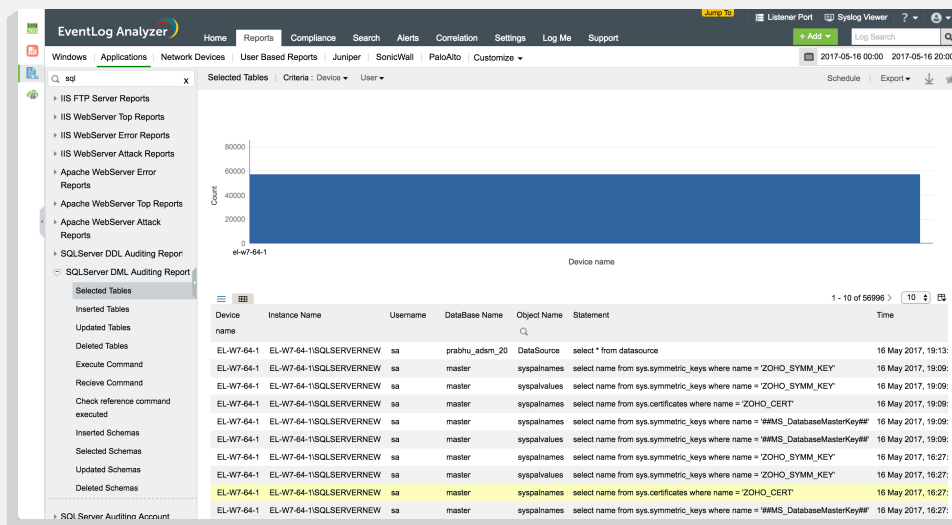 Jump To
Listener Port
Syslog Viewer
?
EventLog Analyzer
Home Reports Compliance Search Alerts Correlation Settings Log Me Support
+ Add
Log Search
Windows Applications Network Devices User Based Reports Juniper SonicWall PaloAlto Customize
2017-05-16 00:00 2017-05-16 20:00
sql x
Selected Tables Criteria : Device User
Schedule Export
IIS FTP Server Reports
IIS WebServer Top Reports
IIS WebServer Error Reports
IIS WebServer Attack Reports
Apache WebServer Error
Reports
Apache WebServer Top Reports
Apache WebServer Attack
Reports
SQLServer DDL Auditing Report
SQLServer DML Auditing Report
Selected Tables
Inserted Tables
Updated Tables
Deleted Tables
Execute Command
Recieve Command
Check reference command
executed
Inserted Schemas
Selected Schemas
Updated Schemas
Deleted Schemas
SQLServer Auditing Account
80000
60000
40000
20000
0
Count
el-w7-64-1
Device name
1 - 10 of 56996 > 10
Device name Instance Name Username DataBase Name Object Name Statement Time
EL-W7-64-1 EL-W7-64-1\SQLSERVERNEW sa prabhu_adsm_20 DataSource select * from datasource 16 May 2017, 19:13:
EL-W7-64-1 EL-W7-64-1\SQLSERVERNEW sa master syspalnames select name from sys.symmetric_keys where name = 'ZOHO_SYMM_KEY' 16 May 2017, 19:09:
EL-W7-64-1 EL-W7-64-1\SQLSERVERNEW sa master syspalvalues select name from sys.symmetric_keys where name = 'ZOHO_SYMM_KEY' 16 May 2017, 19:09:
EL-W7-64-1 EL-W7-64-1\SQLSERVERNEW sa master syspalnames select name from sys.certificates where name = 'ZOHO_CERT' 16 May 2017, 19:09:
EL-W7-64-1 EL-W7-64-1\SQLSERVERNEW sa master syspalnames select name from sys.symmetric_keys where name = '##MS_DatabaseMasterKey##' 16 May 2017, 19:09:
EL-W7-64-1 EL-W7-64-1\SQLSERVERNEW sa master syspalvalues select name from sys.symmetric_keys where name = '##MS_DatabaseMasterKey##' 16 May 2017, 19:09:
EL-W7-64-1 EL-W7-64-1\SQLSERVERNEW sa master syspalnames select name from sys.symmetric_keys where name = 'ZOHO_SYMM_KEY' 16 May 2017, 16:27:
EL-W7-64-1 EL-W7-64-1\SQLSERVERNEW sa master syspalvalues select name from sys.symmetric_keys where name = 'ZOHO_SYMM_KEY' 16 May 2017, 16:27:
EL-W7-64-1 EL-W7-64-1\SQLSERVERNEW sa master syspalnames select name from sys.certificates where name = 'ZOHO_CERT' 16 May 2017, 16:27:
EL-W7-64-1 EL-W7-64-1\SQLSERVERNEW sa master syspalnames select name from sys.symmetric_keys where name = '##MS_DatabaseMasterKey##' 16 May 2017, 16:27: